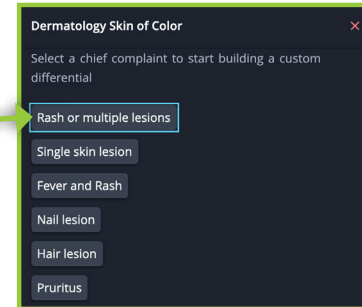 Dermatology Skin of Color
Select a chief complaint to start building a custom
differential
Rash or multiple lesions
Single skin lesion
Fever and Rash
Nail lesion
Hair lesion
Pruritus